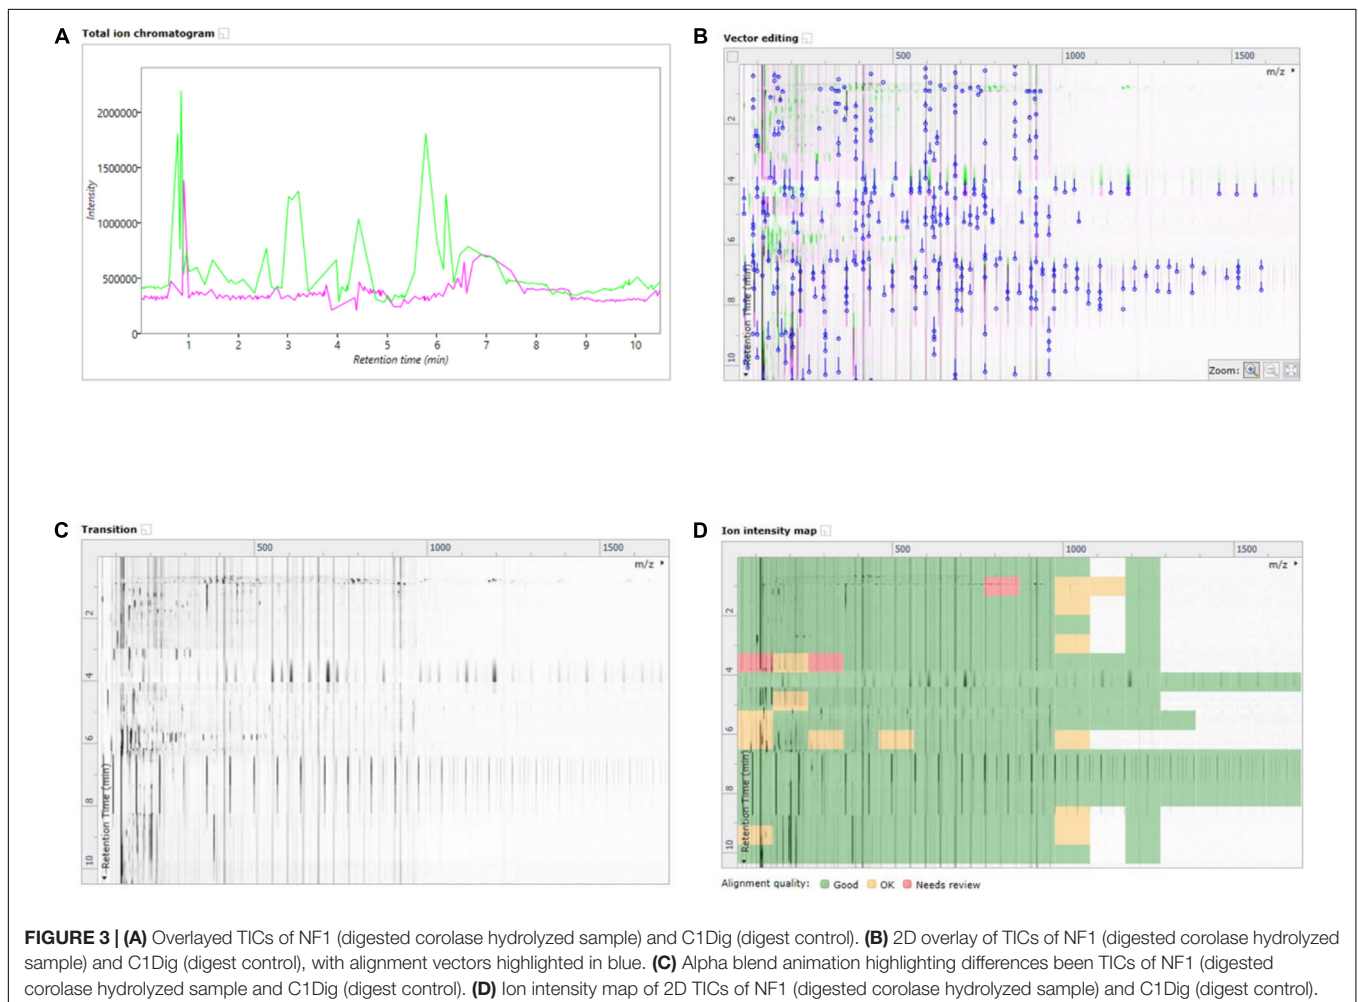 A Total ion chromatogram
2000000
1500000
1000000
500000
0
Intensity
1 2 3 4 5 6 7 8 9 10
Retention time (min)
B Vector editing
500 1000 1500
m/z
2
4
6
8
10
Retention Time (min)
Zoom:
C Transition
500 1000 1500
m/z
2
4
6
8
10
Retention Time (min)
D Ion intensity map
500 1000 1500
m/z
2
4
6
8
10
Retention Time (min)
Alignment quality: Good OK Needs review
FIGURE 3 | (A) Overlayed TICs of NF1 (digested corolase hydrolyzed sample) and C1Dig (digest control). (B) 2D overlay of TICs of NF1 (digested corolase hydrolyzed
sample) and C1Dig (digest control), with alignment vectors highlighted in blue. (C) Alpha blend animation highlighting differences been TICs of NF1 (digested
corolase hydrolyzed sample and C1Dig (digest control). (D) Ion intensity map of 2D TICs of NF1 (digested corolase hydrolyzed sample) and C1Dig (digest control).